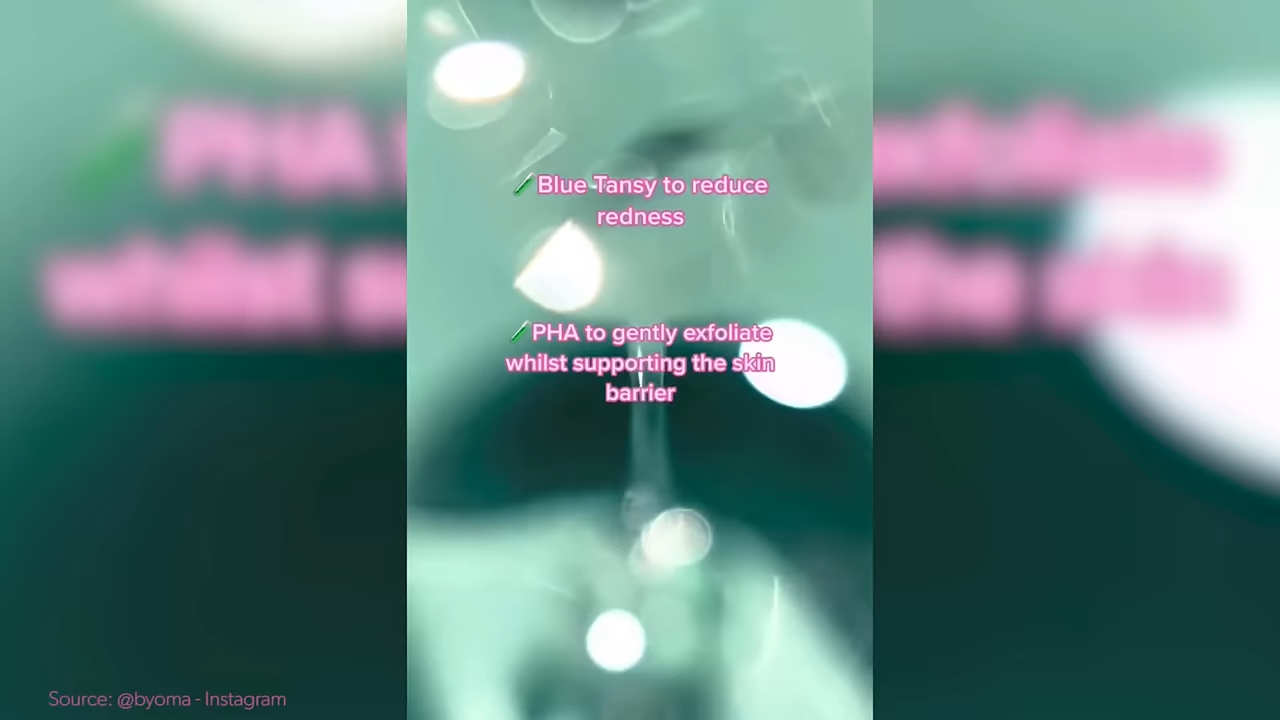 Blue Tansy to reduce
redness
PHA to gently exfoliate
whilst supporting the skin
barrier
Source: @byoma - Instagram